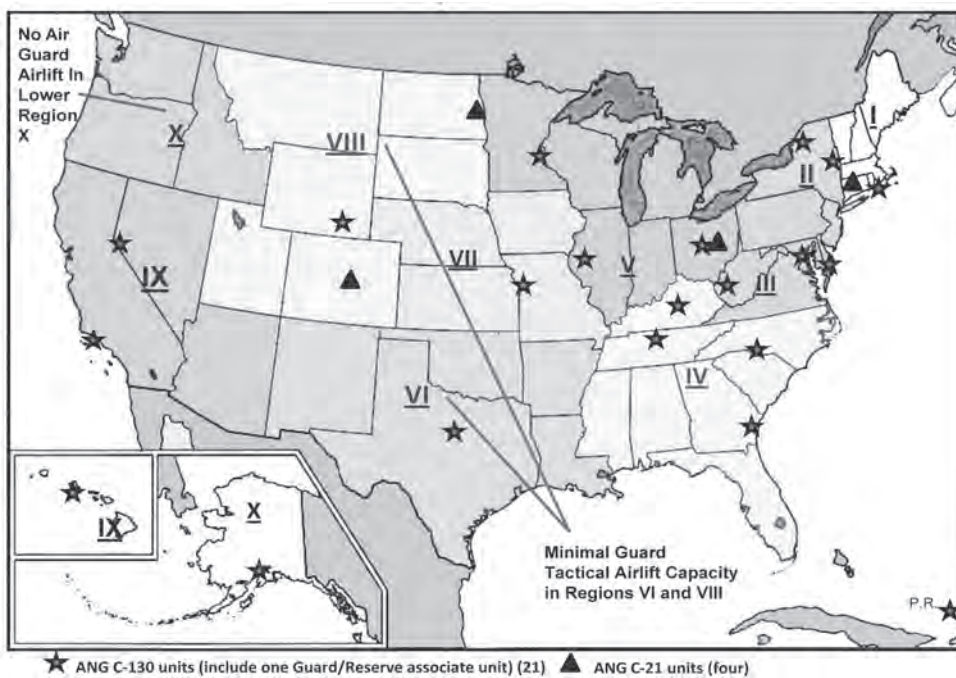 No Air
Guard
Airlift In
Lower
Region
X
X
VIII
I
II
IX
VII
V
III
VI
IV
IX
X
Minimal Guard
Tactical Airlift Capacity
in Regions VI and VIII
P.R.
ANG C-130 units (include one Guard/Reserve associate unit) (21) ANG C-21 units (four)